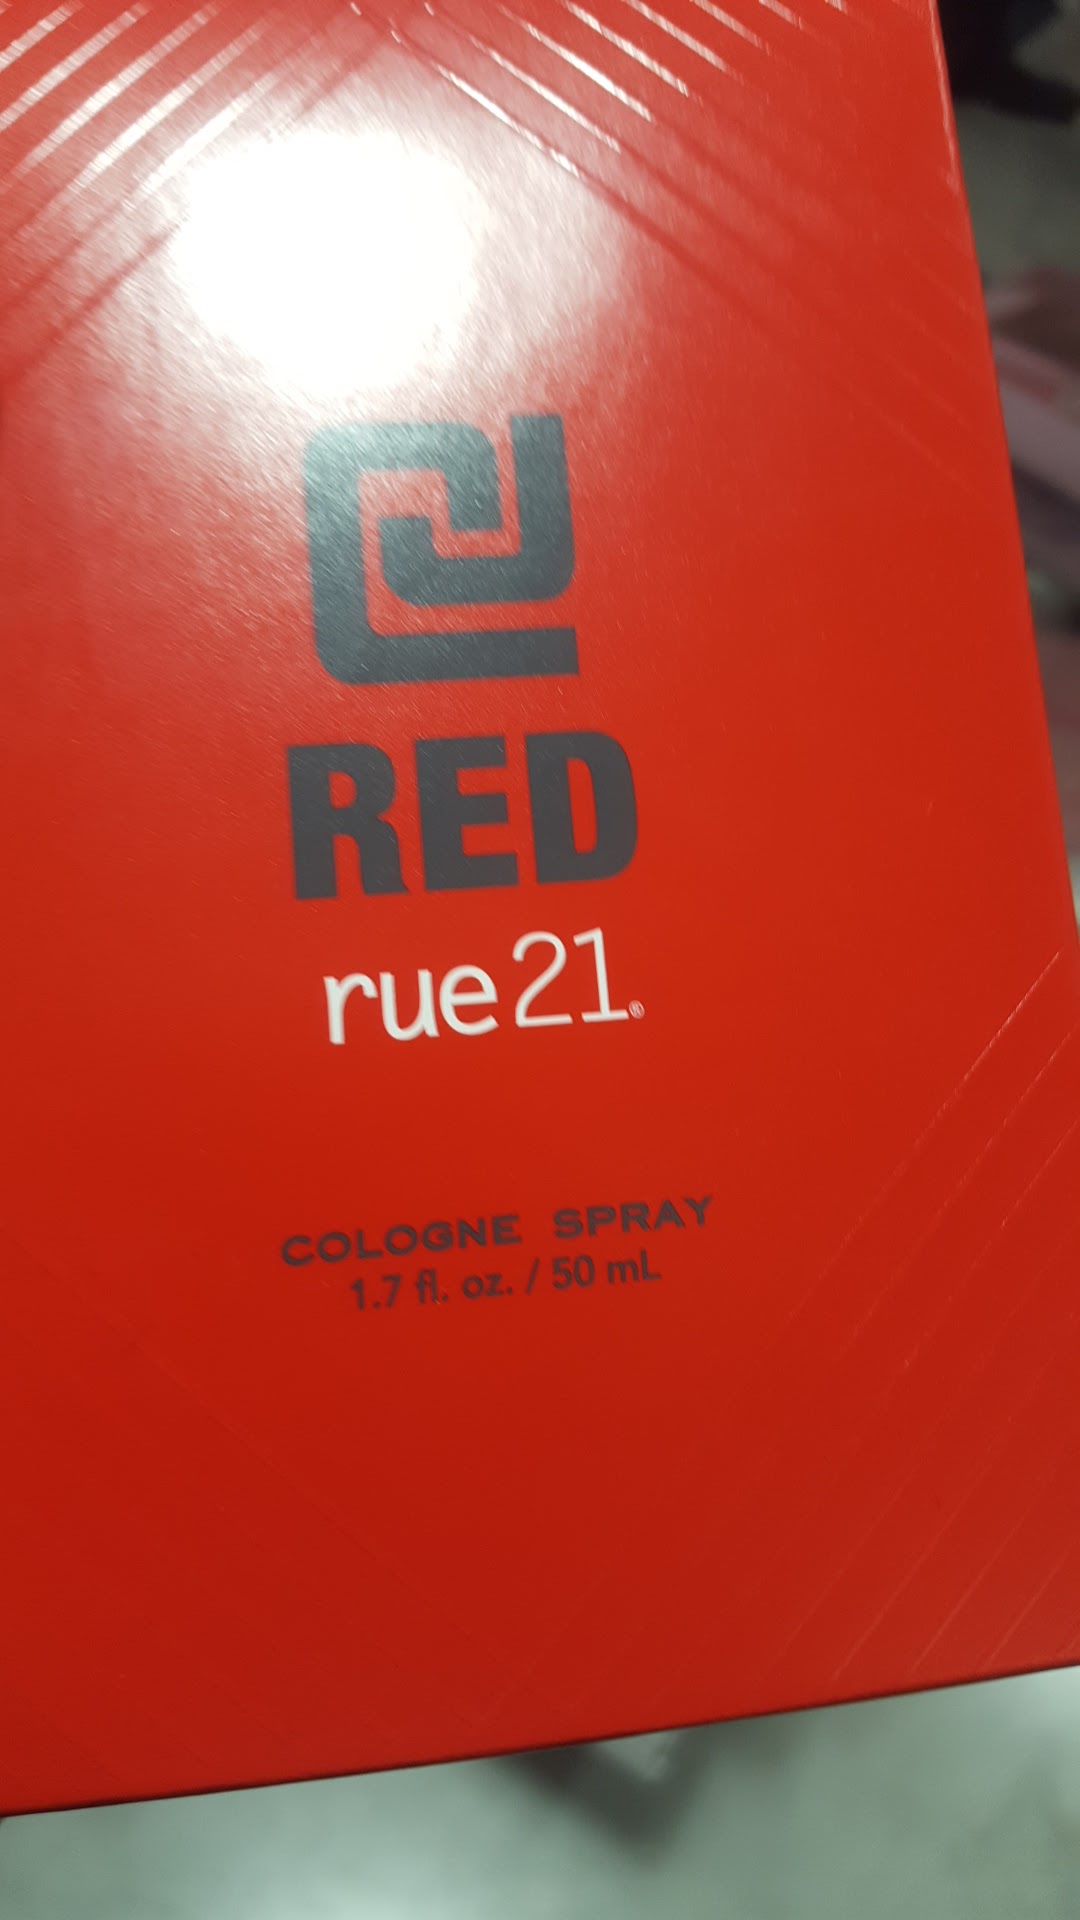 RED
rue21®
COLOGNE SPRAY
1.7 fl. oz. / 50 mL